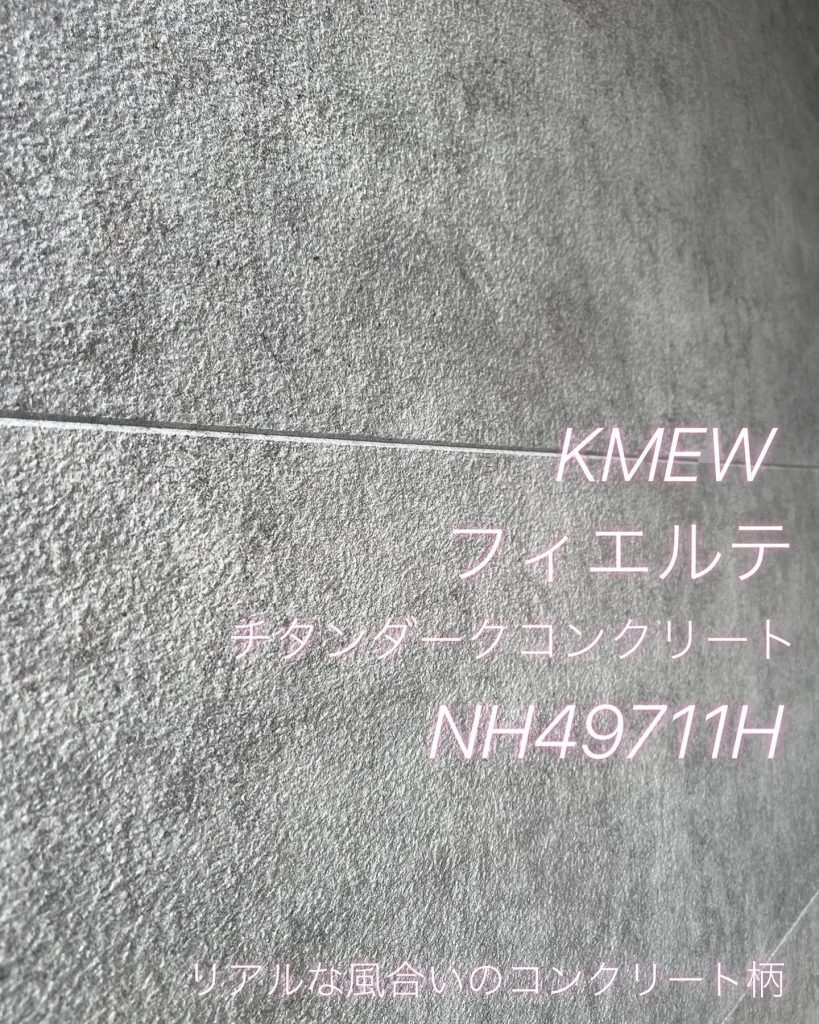 KMEW
フィエルテ
チタンダークコンクリート
NH49711H
リアルな風合いのコンクリート柄